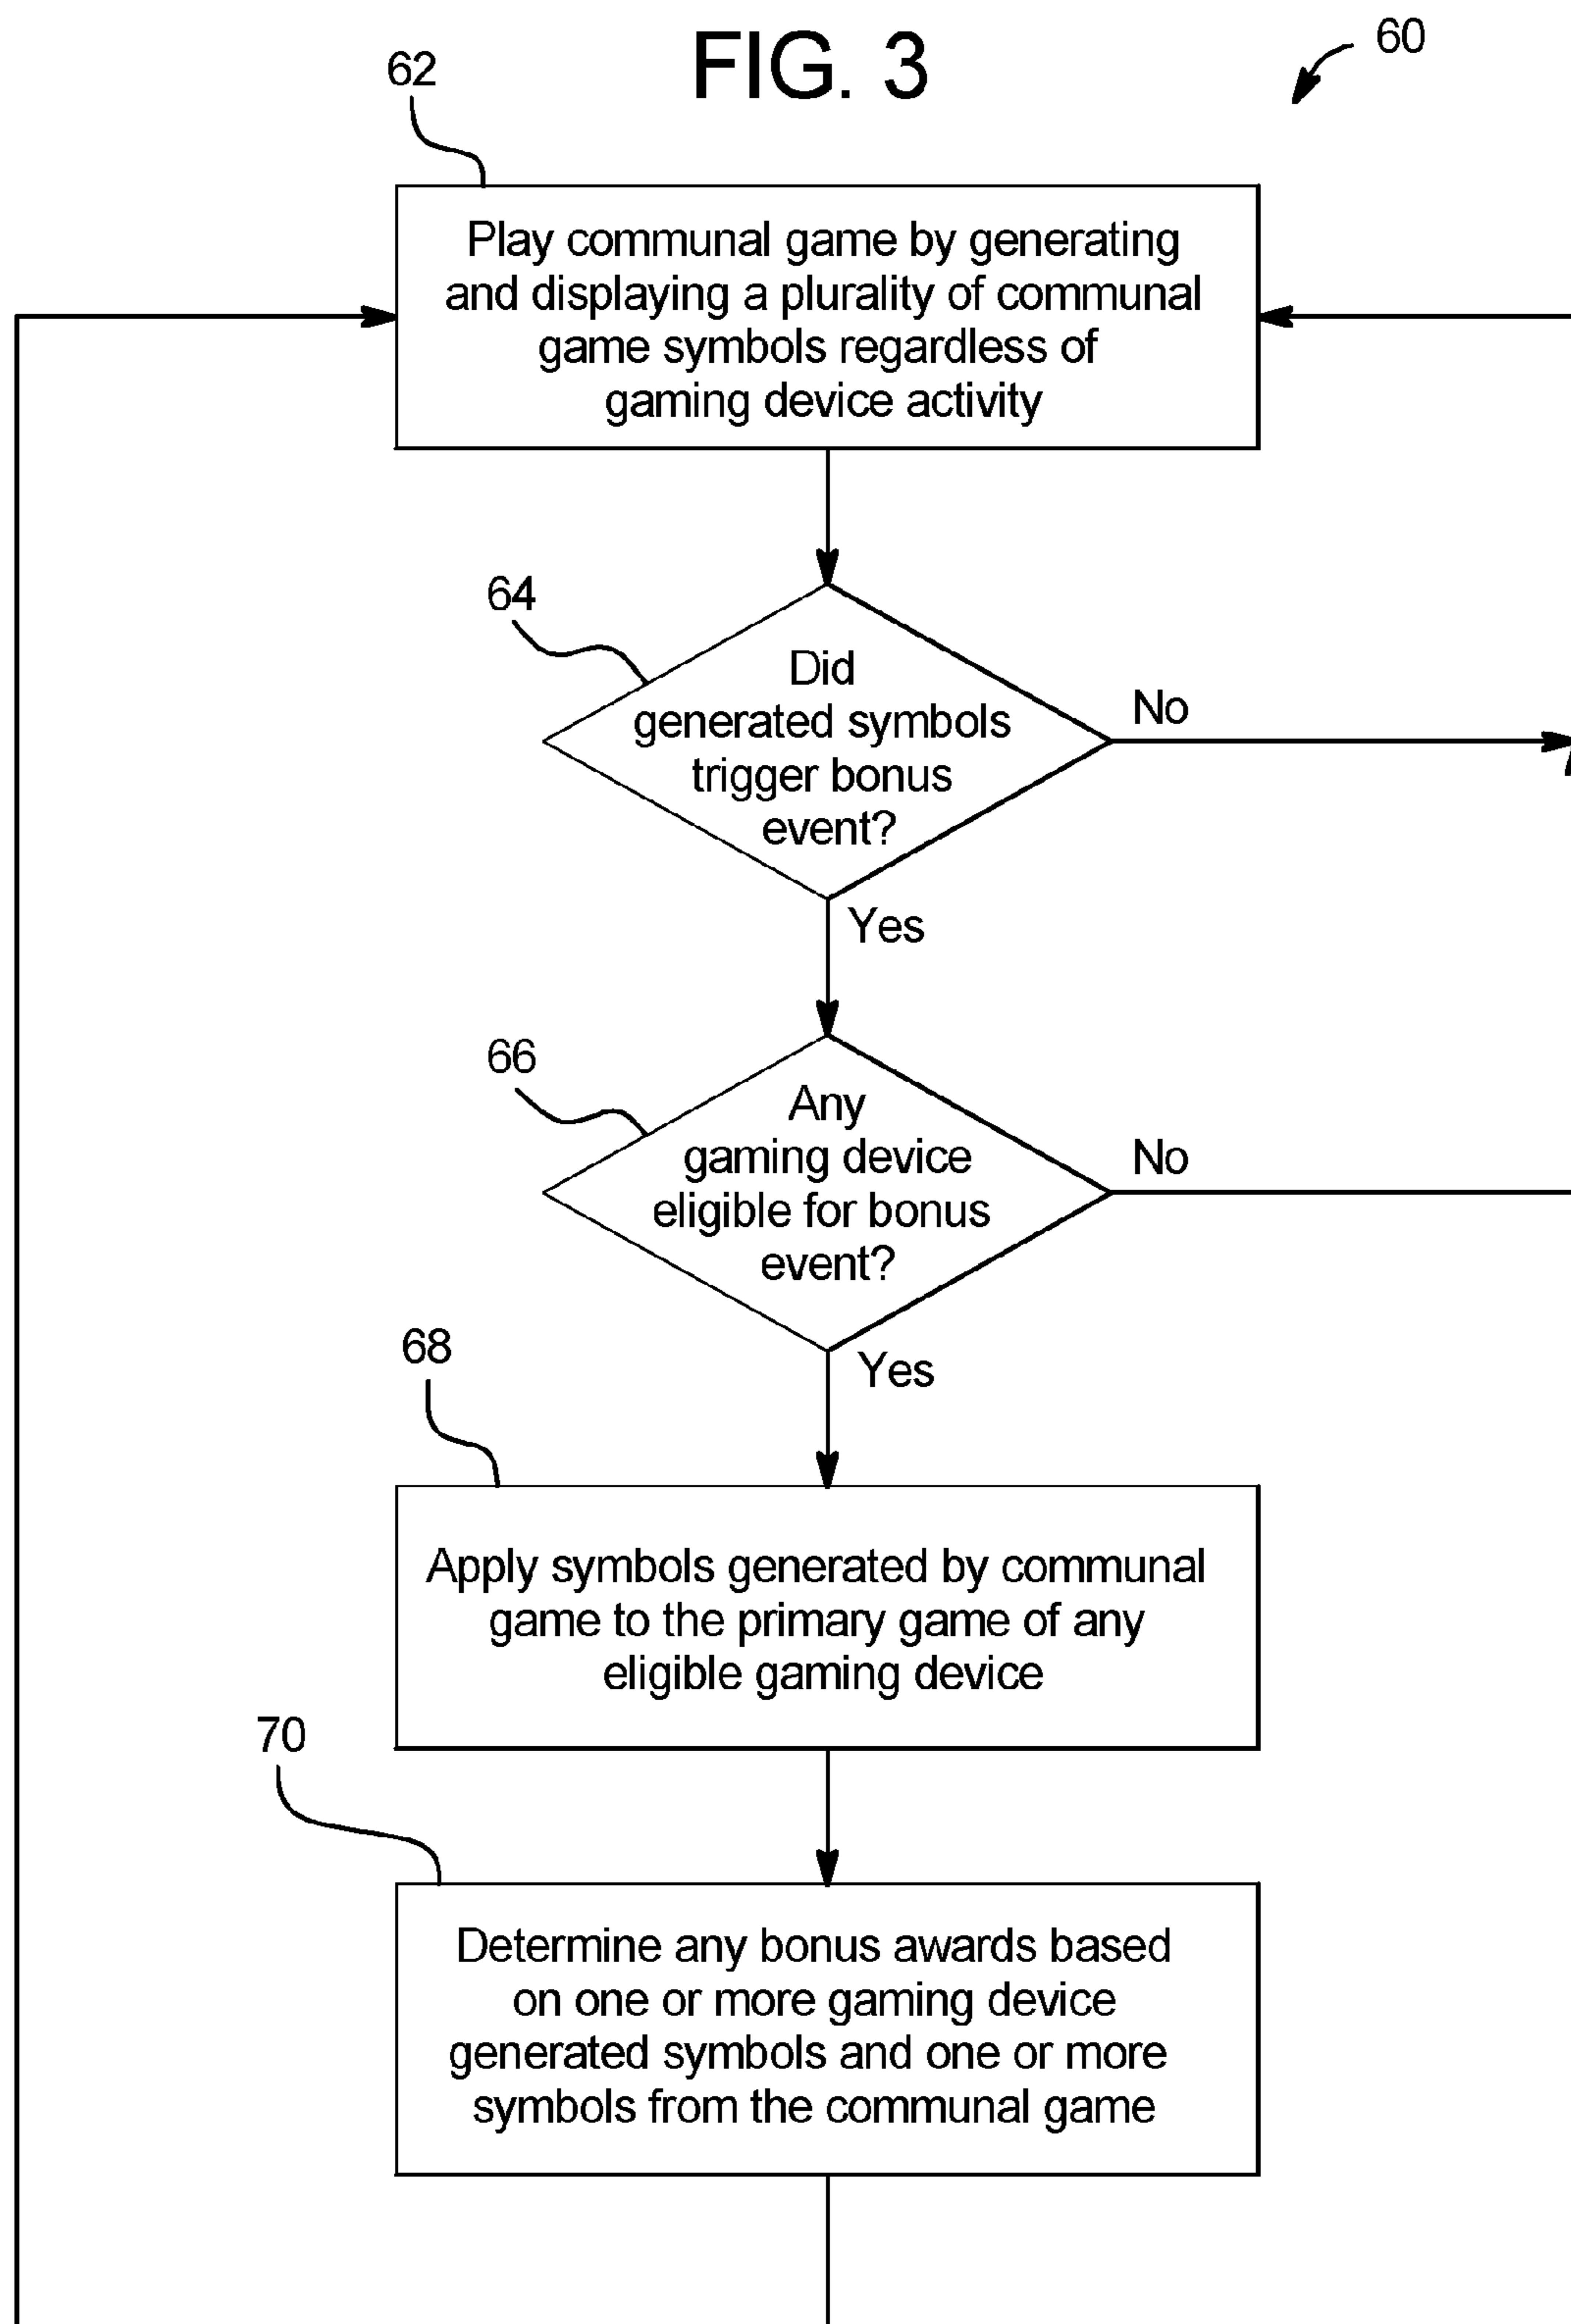 FIG. 3
60
62
Play communal game by generating
and displaying a plurality of communal
game symbols regardless of
gaming device activity
64
Did
generated symbols
trigger bonus
event?
No
Yes
66
Any
gaming device
eligible for bonus
event?
No
Yes
68
Apply symbols generated by communal
game to the primary game of any
eligible gaming device
70
Determine any bonus awards based
on one or more gaming device
generated symbols and one or more
symbols from the communal game